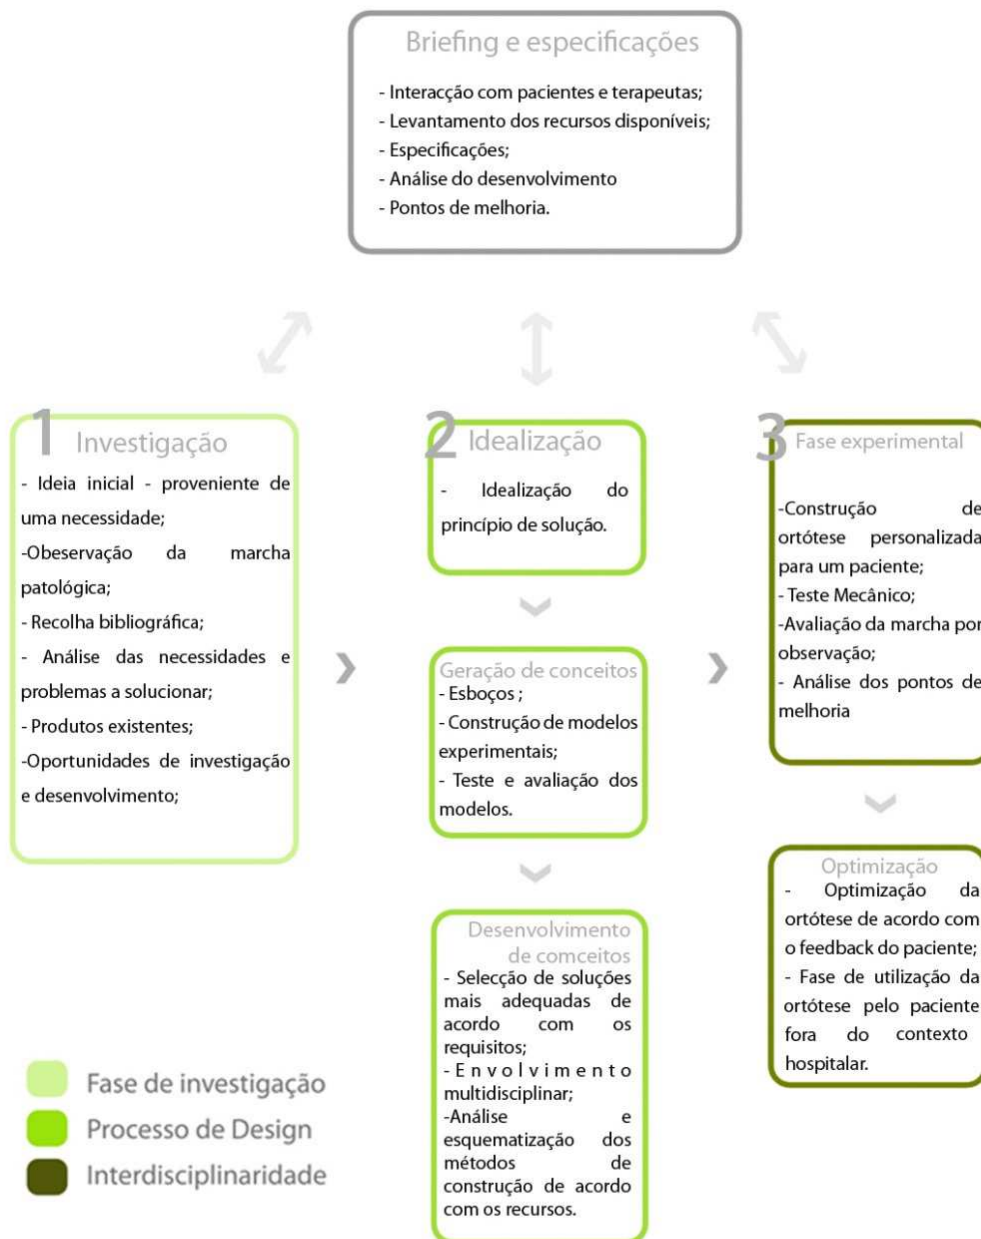 Briefing e especificações
- Interacção com pacientes e terapeutas;
- Levantamento dos recursos disponíveis;
- Especificações;
- Análise do desenvolvimento
- Pontos de melhoria.
1 Investigação
- Ideia inicial - proveniente de
uma necessidade;
-Obeservação da marcha
patológica;
- Recolha bibliográfica;
- Análise das necessidades e
problemas a solucionar;
- Produtos existentes;
-Oportunidades de investigação
e desenvolvimento;
2 Idealização
- Idealização do
princípio de solução.
Geração de conceitos
- Esboços ;
- Construção de modelos
experimentais;
- Teste e avaliação dos
modelos.
Desenvolvimento
de comceitos
- Selecção de soluções
mais adequadas de
acordo com os
requisitos;
- Envolvimento
multidisciplinar;
-Análise e
esquematização dos
métodos de
construção de acordo
com os recursos.
3 Fase experimental
-Construção de
ortótese personalizada
para um paciente;
- Teste Mecânico;
-Avaliação da marcha por
observação;
- Análise dos pontos de
melhoria
Optimização
- Optimização da
ortótese de acordo com
o feedback do paciente;
- Fase de utilização da
ortótese pelo paciente
fora do contexto
hospitalar.
Fase de investigação
Processo de Design
Interdisciplinaridade